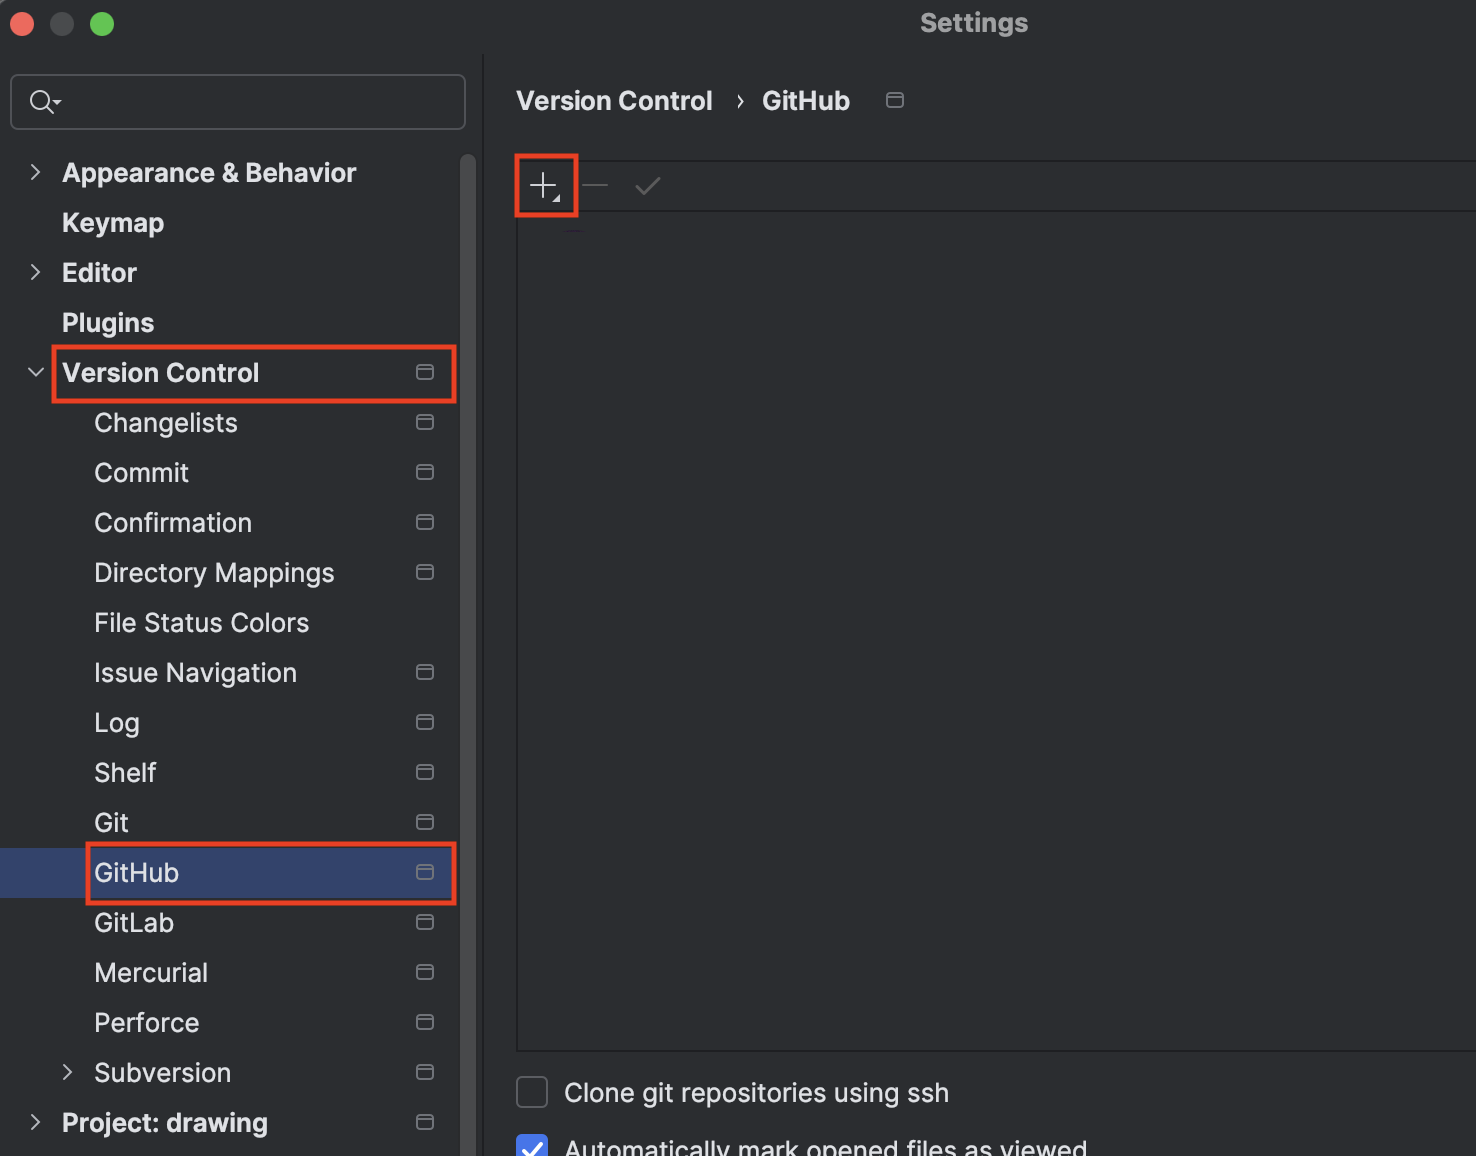 Settings
Version Control › GitHub
Appearance & Behavior
Keymap
Editor
Plugins
Version Control
Changelists
Commit
Confirmation
Directory Mappings
File Status Colors
Issue Navigation
Log
Shelf
Git
GitHub
GitLab
Mercurial
Perforce
Subversion
Project: drawing
Clone git repositories using ssh
Automatically mark opened files as viewed